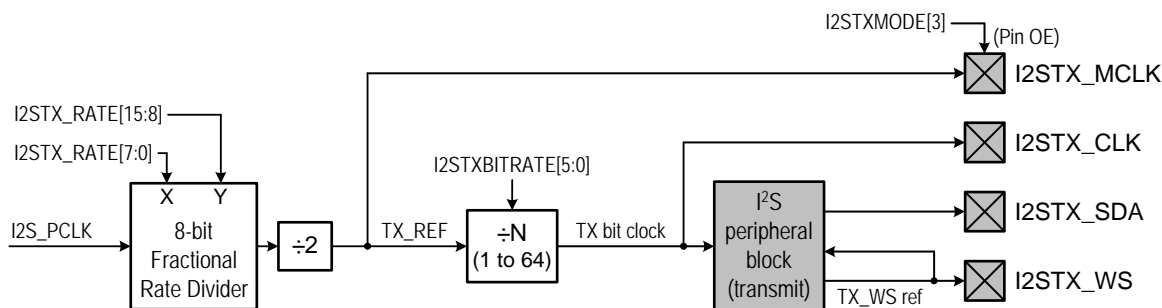 I2STXMODE[3]
(Pin OE)
I2STX_MCLK
I2STX_RATE[15:8]
I2STX_RATE[7:0]
I2STX_CLK
I2STXBITRATE[5:0]
X Y
I2S_PCLK
8-bit
Fractional
Rate Divider
÷2
TX_REF
÷N
(1 to 64)
TX bit clock
I²S
peripheral
block
(transmit)
I2STX_SDA
I2STX_WS
TX_WS ref